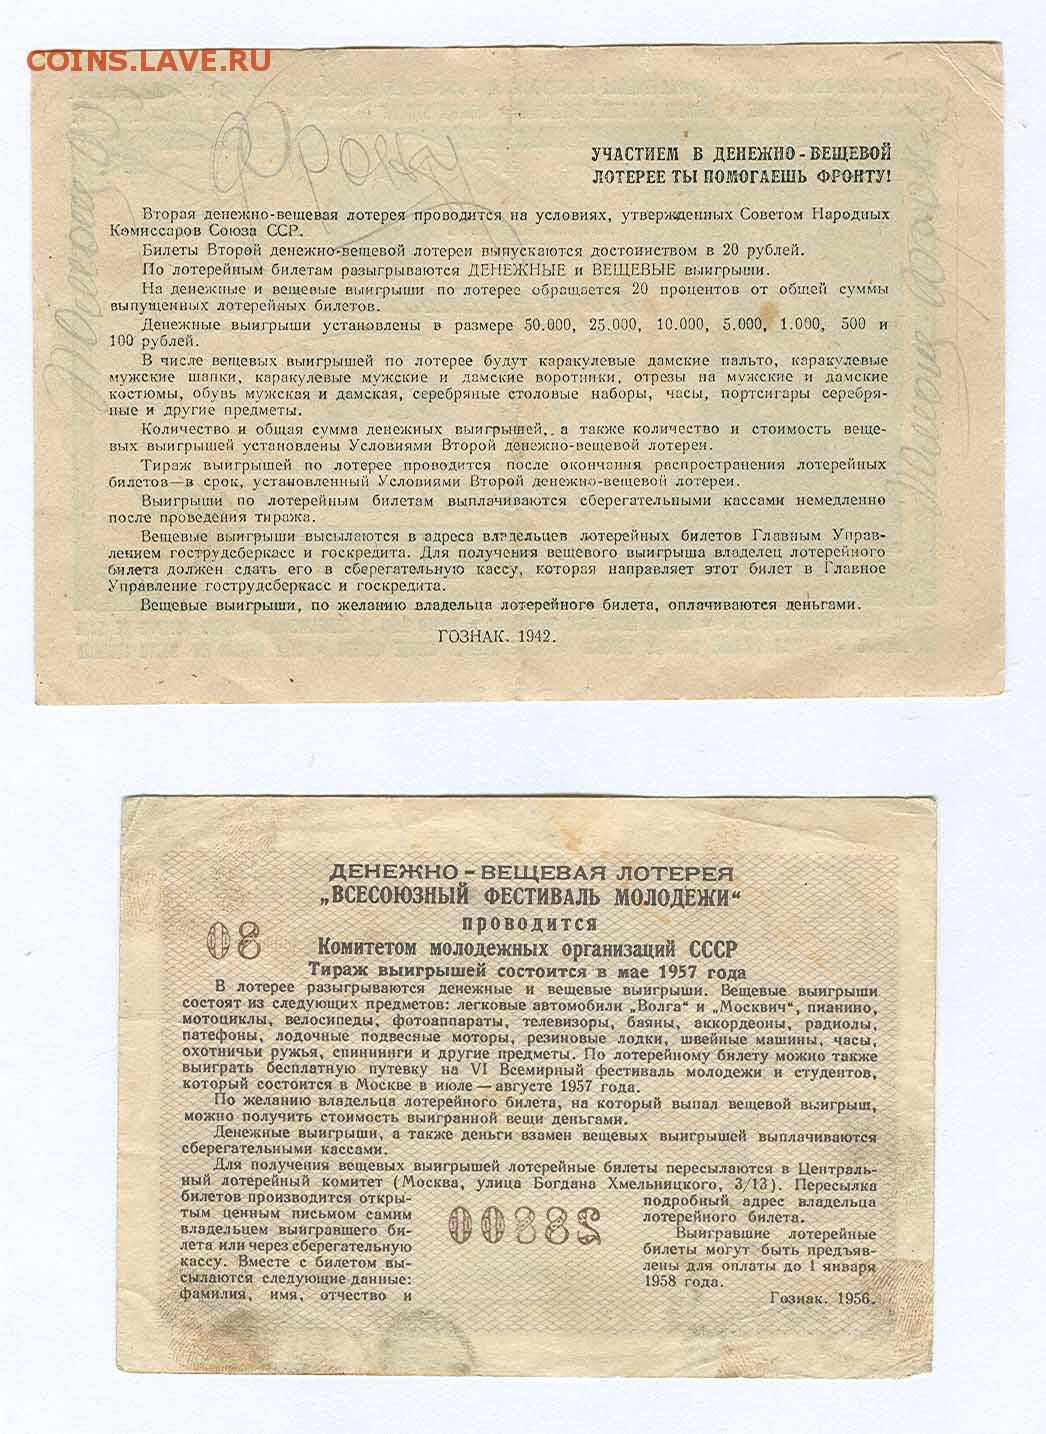 COINS.LAVE.RU
УЧАСТИЕМ В ДЕНЕЖНО-ВЕЩЕВОЙ
ЛОТЕРЕЕ ТЫ ПОМОГАЕШЬ ФРОНТУ!
Вторая денежно-вещевая лотерея проводится на условиях, утвержденных Советом Народных
Комиссаров Союза ССР.
Билеты Второй денежно-вещевой лотереи выпускаются достоинством в 20 рублей.
По лотерейным билетам разыгрываются ДЕНЕЖНЫЕ и ВЕЩЕВЫЕ выигрыши.
На денежные и вещевые выигрыши по лотерее обращается 20 процентов от общей суммы
выпущенных лотерейных билетов.
Денежные выигрыши установлены в размере 50.000, 25.000, 10.000, 5.000, 1.000, 500 и
100 рублей.
В числе вещевых выигрышей по лотерее будут каракулевые дамские пальто, каракулевые
мужские шапки, каракулевые мужские и дамские воротники, отрезы на мужские и дамские
костюмы, обувь мужская и дамская, серебряные столовые наборы, часы, портсигары серебря-
ные и другие предметы.
Количество и общая сумма денежных выигрышей, а также количество и стоимость веще-
вых выигрышей установлены Условиями Второй денежно-вещевой лотереи.
Тираж выигрышей по лотерее проводится после окончания распространения лотерейных
билетов—в срок, установленный Условиями Второй денежно-вещевой лотереи.
Выигрыши по лотерейным билетам выплачиваются сберегательными кассами немедленно
после проведения тиража.
Вещевые выигрыши высылаются в адреса владельцев лотерейных билетов Главным Управ-
лением гострудсберкасс и госкредита. Для получения вещевого выигрыша владелец лотерейного
билета должен сдать его в сберегательную кассу, которая направляет этот билет в Главное
Управление гострудсберкасс и госкредита.
Вещевые выигрыши, по желанию владельца лотерейного билета, оплачиваются деньгами.
ГОЗНАК. 1942.
ДЕНЕЖНО-ВЕЩЕВАЯ ЛОТЕРЕЯ
„ВСЕСОЮЗНЫЙ ФЕСТИВАЛЬ МОЛОДЕЖИ“
проводится
Комитетом молодежных организаций СССР
Тираж выигрышей состоится в мае 1957 года
В лотерее разыгрываются денежные и вещевые выигрыши. Вещевые выигрыши
состоят из следующих предметов: легковые автомобили „Волга“ и „Москвич“, пианино,
мотоциклы, велосипеды, фотоаппараты, телевизоры, баяны, аккордеоны, радиолы,
патефоны, лодочные подвесные моторы, резиновые лодки, швейные машины, часы,
охотничьи ружья, спиннинги и другие предметы. По лотерейному билету можно также
выиграть бесплатную путевку на VI Всемирный фестиваль молодежи и студентов,
который состоится в Москве в июле—августе 1957 года.
По желанию владельца лотерейного билета, на который выпал вещевой выигрыш,
можно получить стоимость выигранной вещи деньгами.
Денежные выигрыши, а также деньги взамен вещевых выигрышей выплачиваются
сберегательными кассами.
Для получения вещевых выигрышей лотерейные билеты пересылаются в Централь-
ный лотерейный комитет (Москва, улица Богдана Хмельницкого, 3/13). Пересылка
билетов производится откры-
тым ценным письмом самим
владельцем выигравшего би-
лета или через сберегательную
кассу. Вместе с билетом вы-
сылаются следующие данные:
фамилия, имя, отчество и
подробный адрес владельца
лотерейного билета.
Выигравшие лотерейные
билеты могут быть предъяв-
лены для оплаты до 1 января
1958 года.
Гознак. 1956.